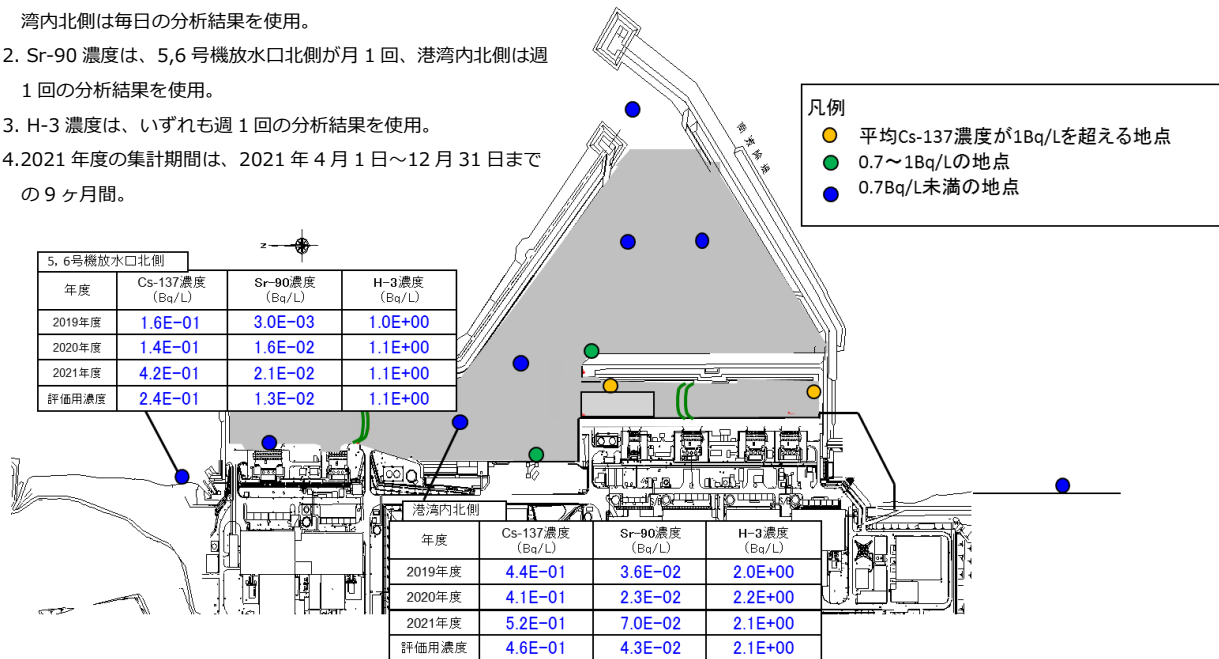 湾内北側は毎日の分析結果を使用。
2. Sr-90 濃度は、5,6 号機放水口北側が月 1 回、港湾内北側は週
1 回の分析結果を使用。
3. H-3 濃度は、いずれも週 1 回の分析結果を使用。
4.2021 年度の集計期間は、2021 年 4 月 1 日～12 月 31 日まで
の 9 ヶ月間。
凡例
平均Cs-137濃度が1Bq/Lを超える地点
0.7～1Bq/Lの地点
0.7Bq/L未満の地点
南防波堤
z
5, 6号機放水口北側
年度 Cs-137濃度 (Bq/L) Sr-90濃度 (Bq/L) H-3濃度 (Bq/L)
2019年度 1.6E-01 3.0E-03 1.0E+00
2020年度 1.4E-01 1.6E-02 1.1E+00
2021年度 4.2E-01 2.1E-02 1.1E+00
評価用濃度 2.4E-01 1.3E-02 1.1E+00
港湾内北側
年度 Cs-137濃度 (Bq/L) Sr-90濃度 (Bq/L) H-3濃度 (Bq/L)
2019年度 4.4E-01 3.6E-02 2.0E+00
2020年度 4.1E-01 2.3E-02 2.2E+00
2021年度 5.2E-01 7.0E-02 2.1E+00
評価用濃度 4.6E-01 4.3E-02 2.1E+00